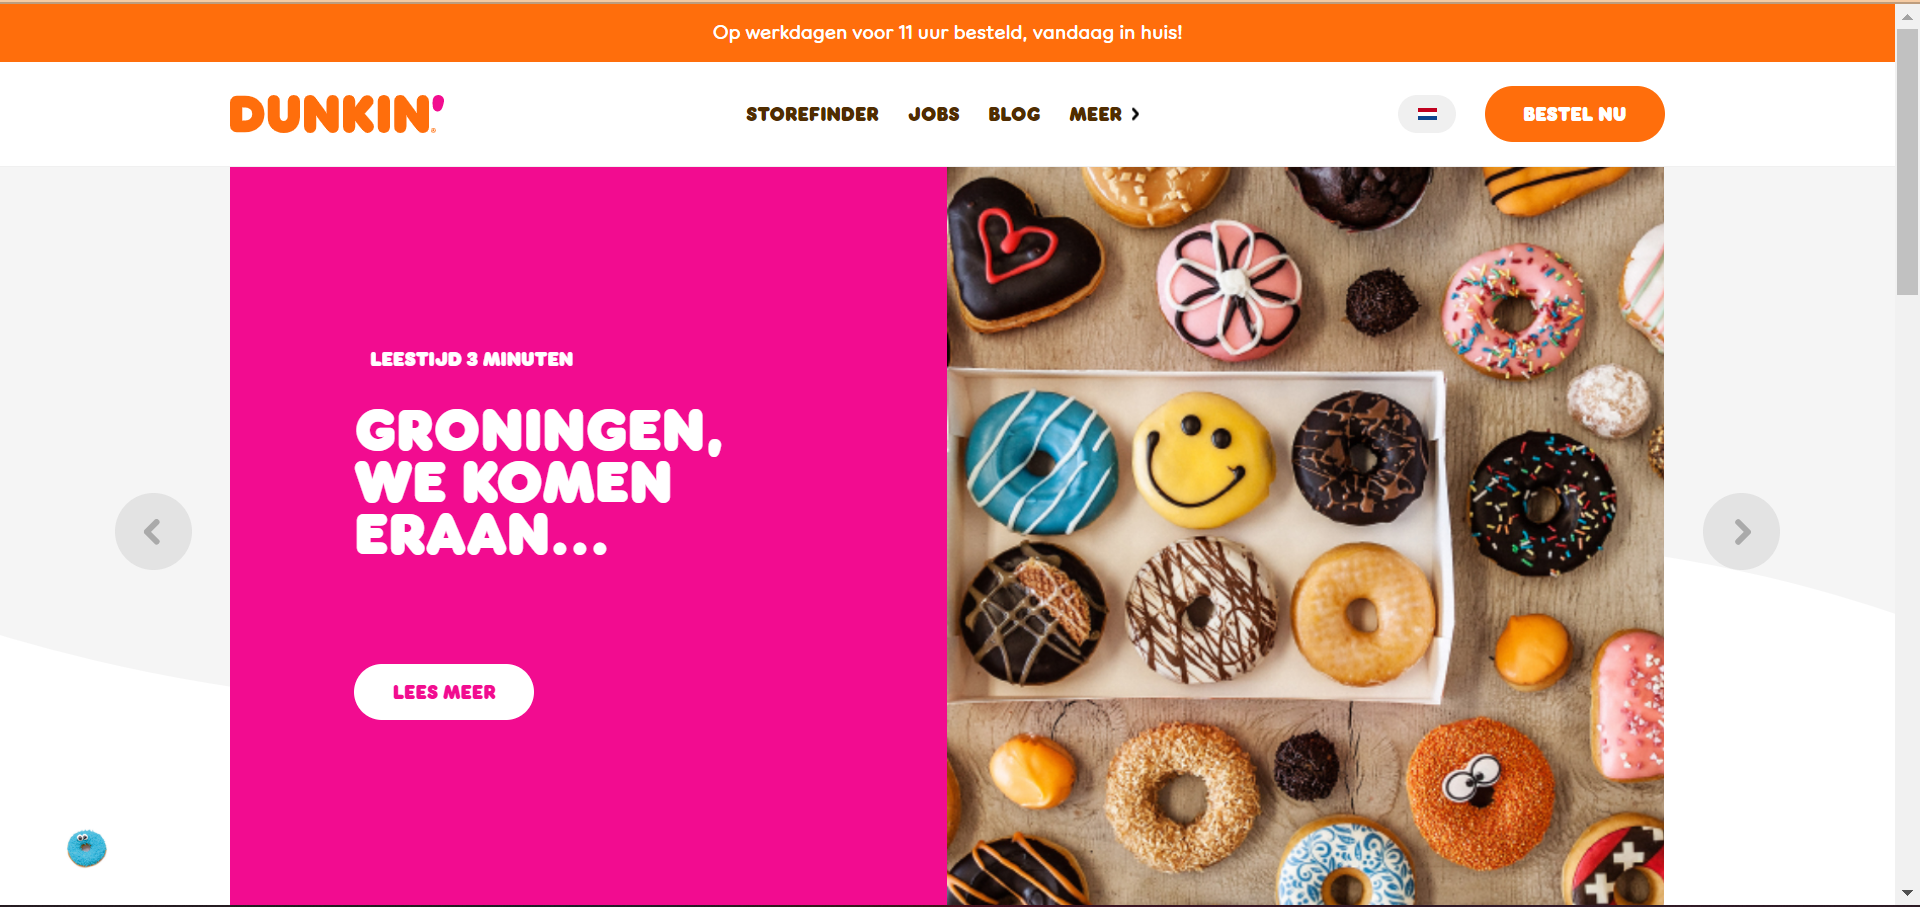 Op werkdagen voor 11 uur besteld, vandaag in huis!
DUNKIN'
STOREFINDER JOBS BLOG MEER
BESTEL NU
LEESTIJD 3 MINUTEN
GRONINGEN,
WE KOMEN
ERAAN...
LEES MEER